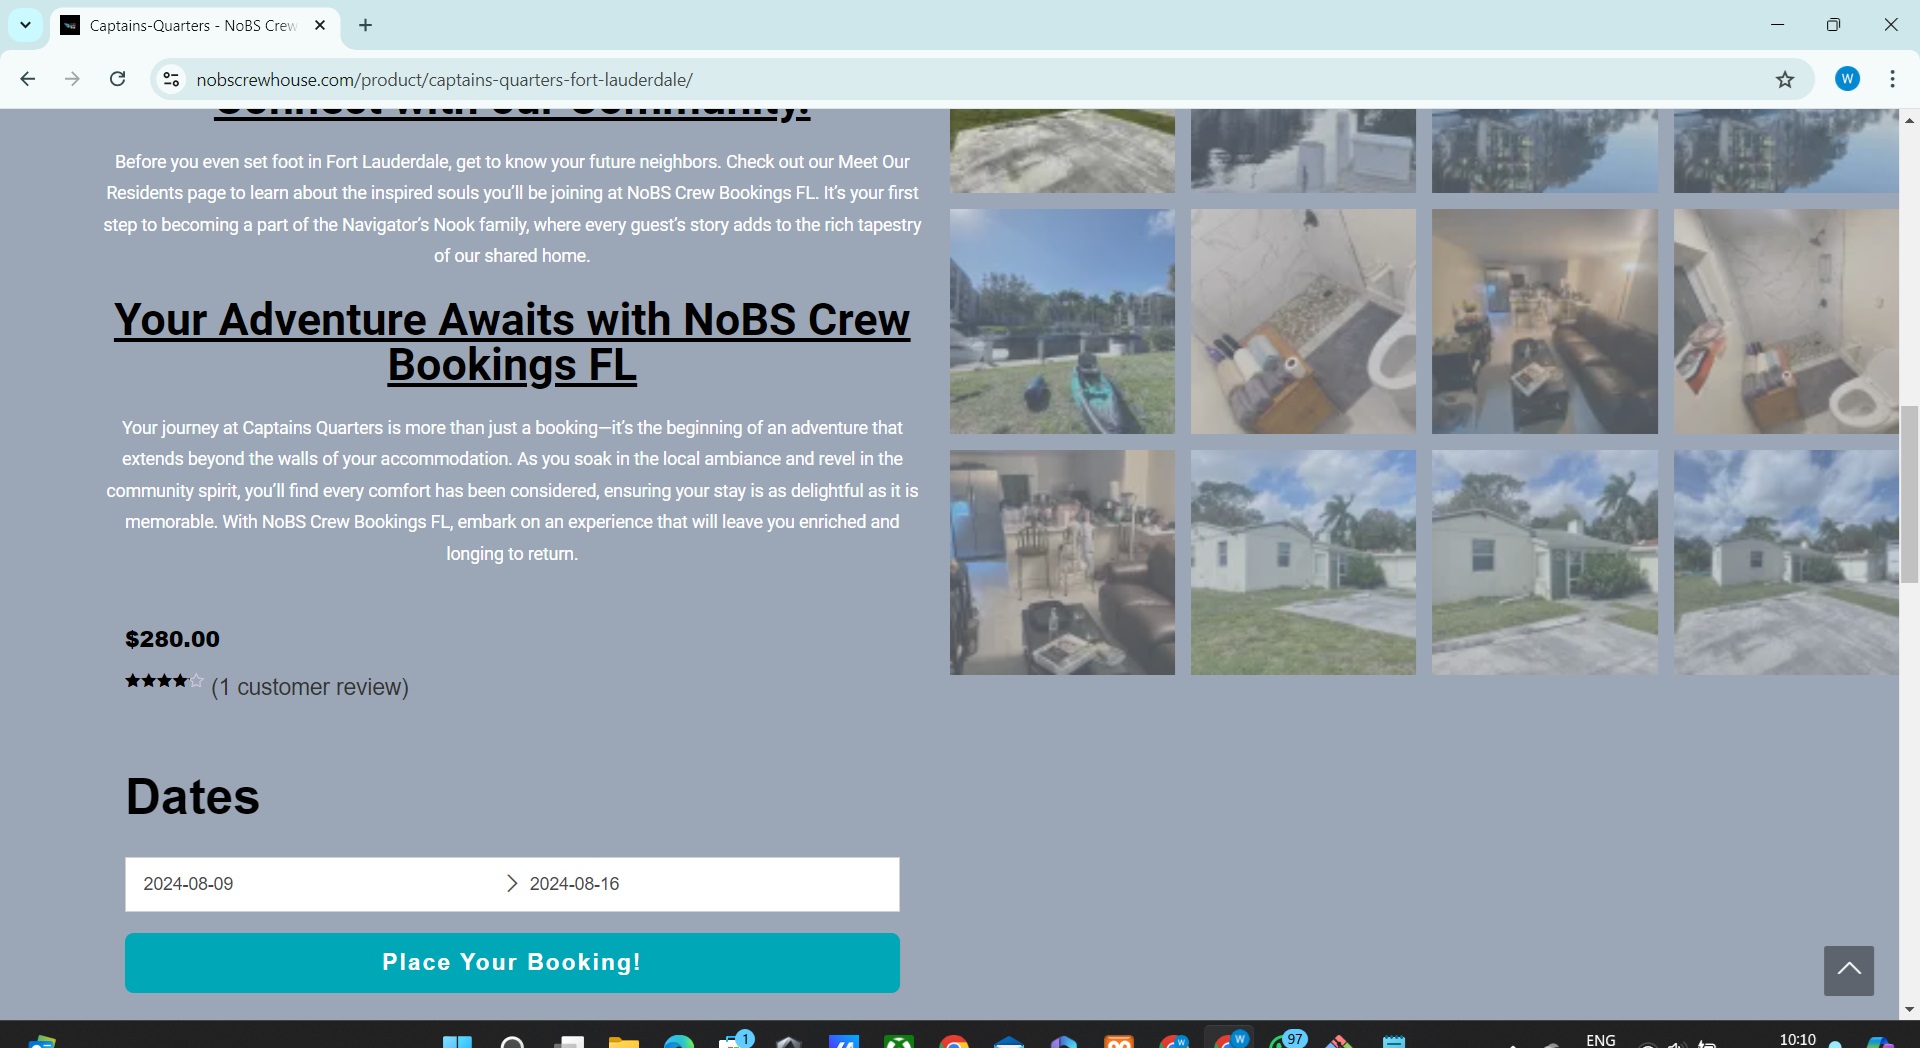 Captains-Quarters - NoBS Crew
nobscrewhouse.com/product/captains-quarters-fort-lauderdale/
W
Connect with our Community!
Before you even set foot in Fort Lauderdale, get to know your future neighbors. Check out our Meet Our
Residents page to learn about the inspired souls you'll be joining at NoBS Crew Bookings FL. It's your first
step to becoming a part of the Navigator's Nook family, where every guest's story adds to the rich tapestry
of our shared home.
Your Adventure Awaits with NoBS Crew
Bookings FL
Your journey at Captains Quarters is more than just a booking—it's the beginning of an adventure that
extends beyond the walls of your accommodation. As you soak in the local ambiance and revel in the
community spirit, you'll find every comfort has been considered, ensuring your stay is as delightful as it is
memorable. With NoBS Crew Bookings FL, embark on an experience that will leave you enriched and
longing to return.
$280.00
(1 customer review)
Dates
2024-08-09 2024-08-16
Place Your Booking!
1
W
W
97
ENG
10:10